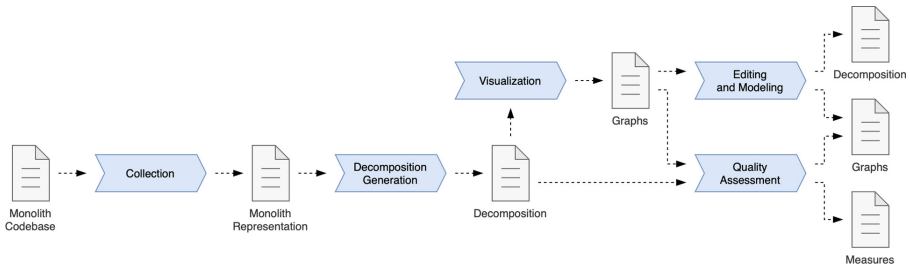 Decomposition
Visualization
Editing
and Modeling
Graphs
Collection
Decomposition
Generation
Quality
Assessment
Graphs
Monolith
Codebase
Monolith
Representation
Decomposition
Measures